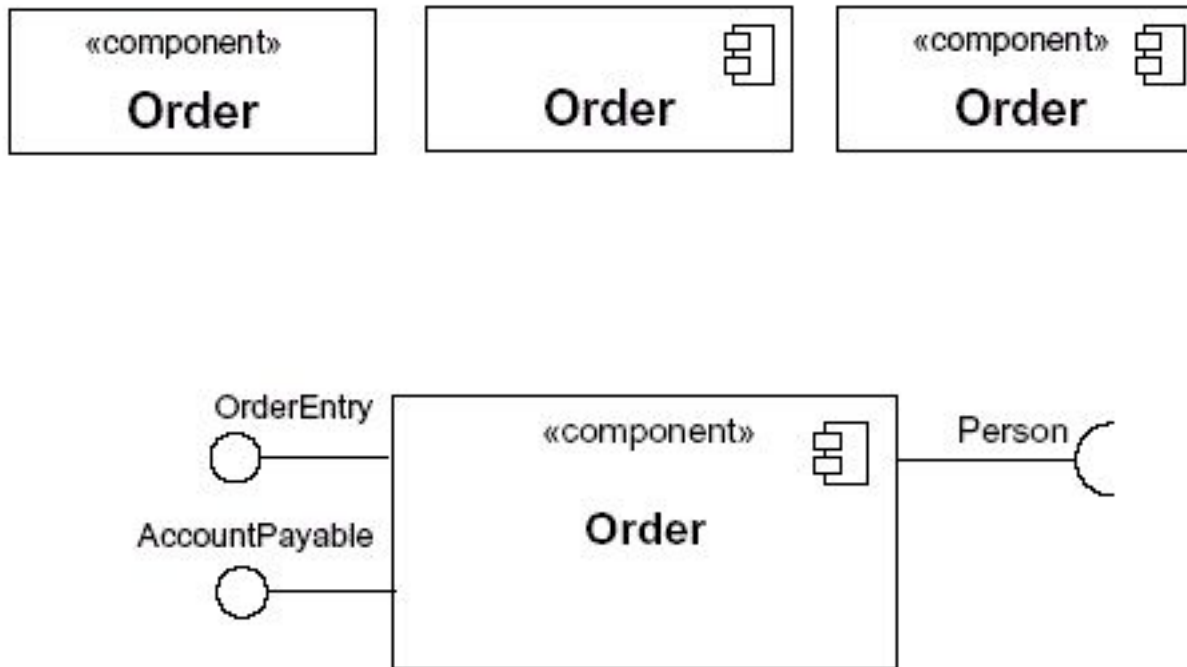 «component»
Order
Order
«component»
Order
OrderEntry
«component»
Person
Order
AccountPayable